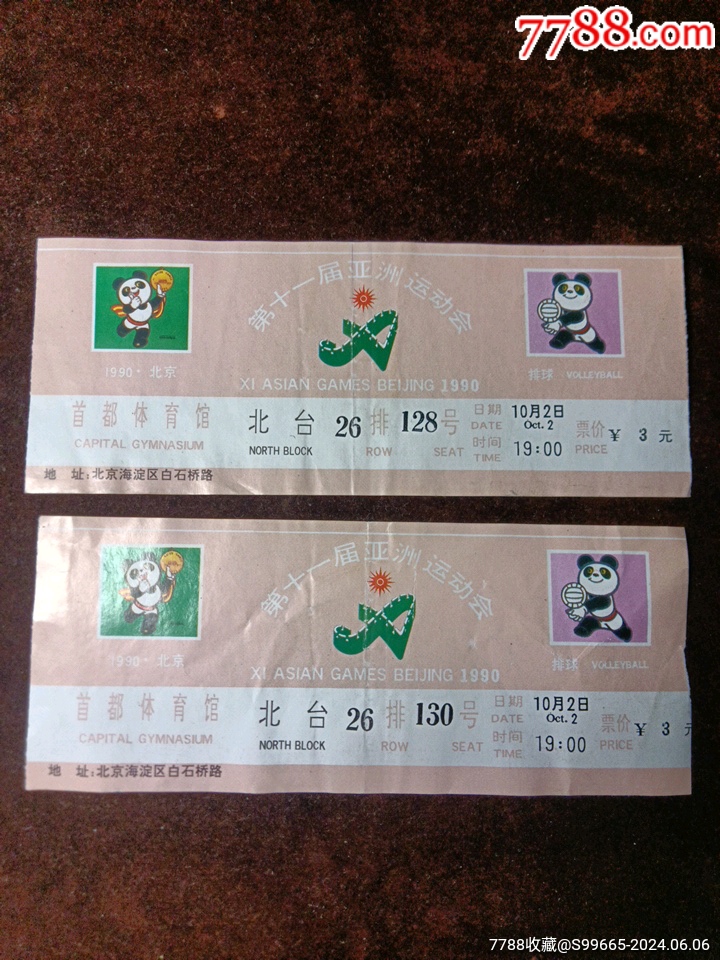 7788.com
第十一届亚洲运动会
1990·北京
XI ASIAN GAMES BEIJING 1990
排球 VOLLEYBALL
首都体育馆
CAPITAL GYMNASIUM
北台 26 排 128 号
NORTH BLOCK ROW SEAT
日期 10月2日
DATE Oct. 2
时间 19:00
TIME
票价 ¥ 3 元
PRICE
地 址:北京海淀区白石桥路
第十一届亚洲运动会
1990·北京
XI ASIAN GAMES BEIJING 1990
排球 VOLLEYBALL
首都体育馆
CAPITAL GYMNASIUM
北台 26 排 130 号
NORTH BLOCK ROW SEAT
日期 10月2日
DATE Oct. 2
时间 19:00
TIME
票价 ¥ 3
PRICE
地 址:北京海淀区白石桥路
7788收藏@S99665-2024.06.06